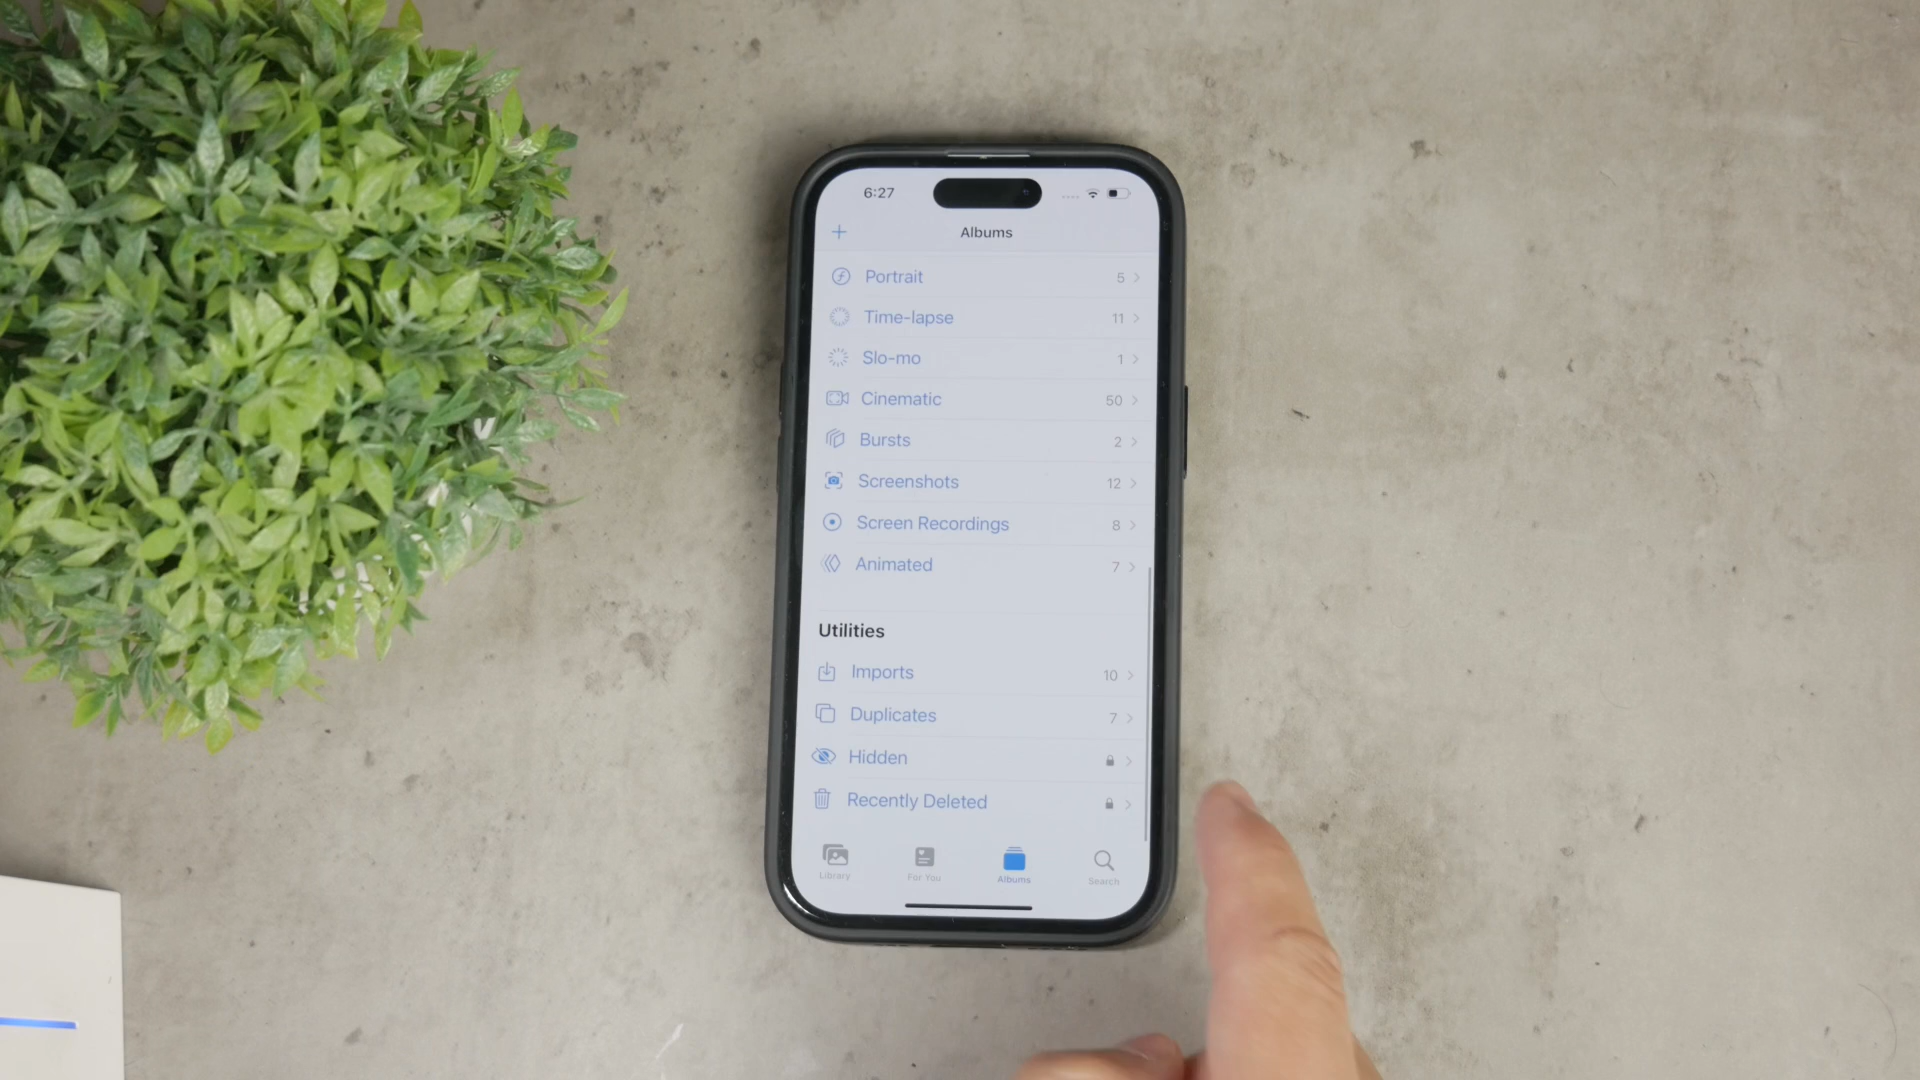 6:27
+ Albums
Portrait 5
Time-lapse 11
Slo-mo 1
Cinematic 50
Bursts 2
Screenshots 12
Screen Recordings 8
Animated 7
Utilities
Imports 10
Duplicates 7
Hidden
Recently Deleted
Library For You Albums Search